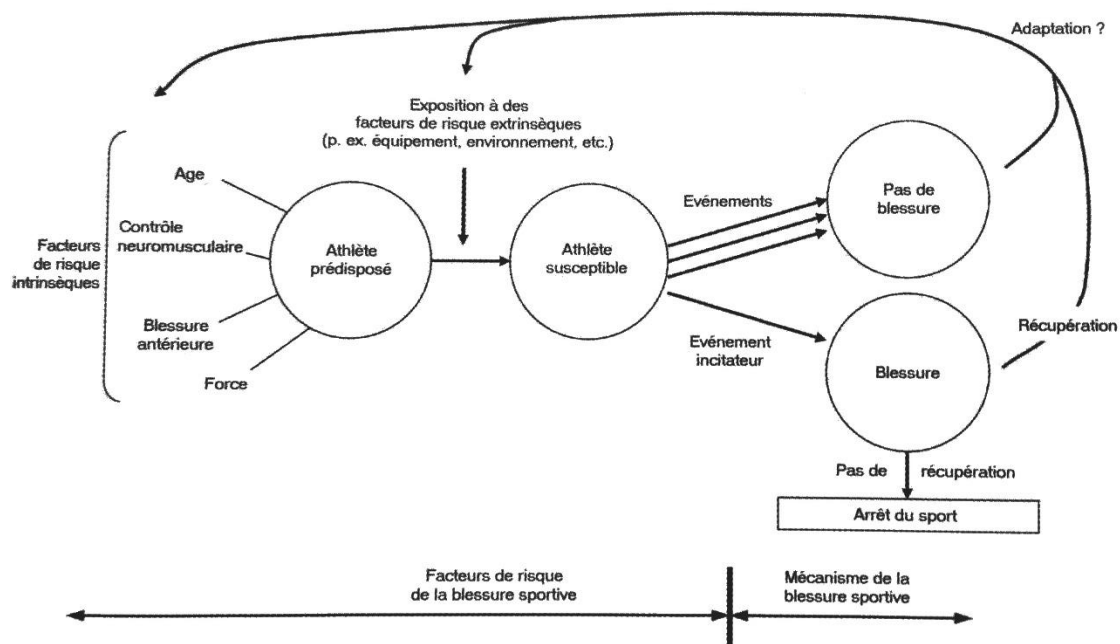 Adaptation ?
Exposition à des
facteurs de risque extrinsèques
(p. ex. équipement, environnement, etc.)
Age
Contrôle
neuromusculaire
Facteurs
de risque
intrinsèques
Blessure
antérieure
Force
Athlète
prédisposé
Athlète
susceptible
Evénements
Pas de
blessure
Evénement
incitateur
Blessure
Récupération
Pas de récupération
Arrêt du sport
Facteurs de risque
de la blessure sportive
Mécanisme de la
blessure sportive